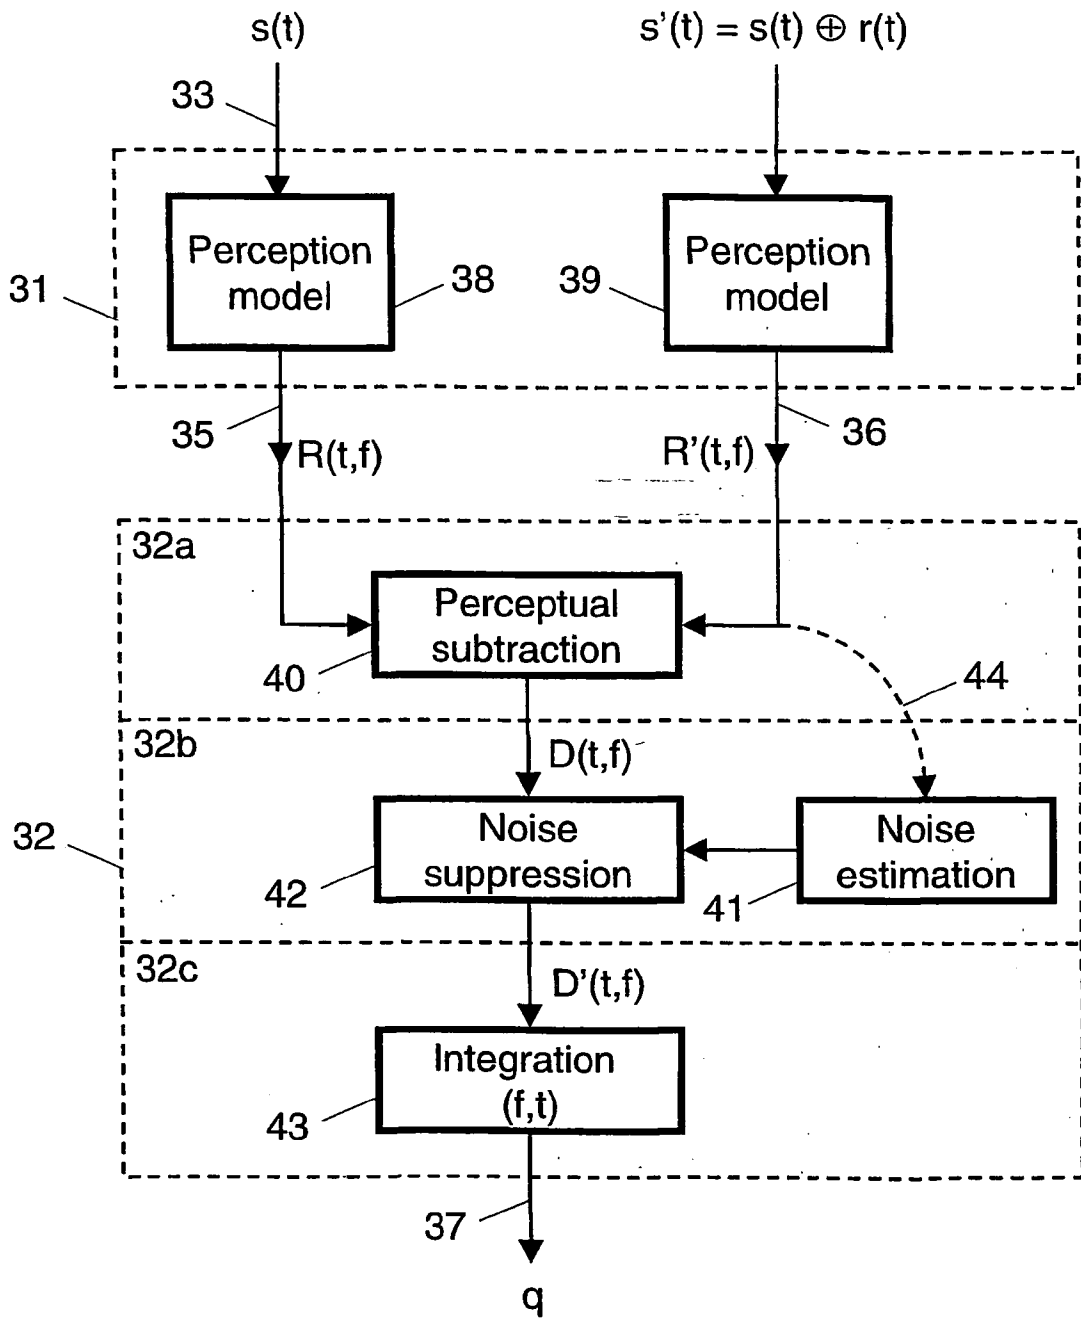 s(t)
s’(t) = s(t) ⊕ r(t)
33
Perception
model
Perception
model
31
38
39
35
36
R(t,f)
R’(t,f)
32a
Perceptual
subtraction
40
44
32b
D(t,f)
32
Noise
suppression
Noise
estimation
42
41
32c
D’(t,f)
Integration
(f,t)
43
37
q